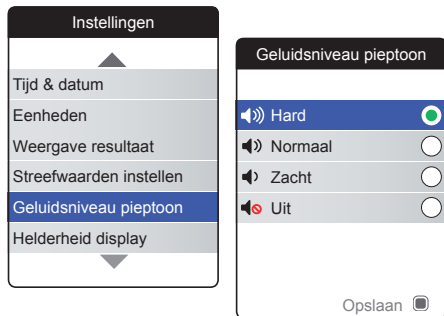 Instellingen
Tijd & datum
Eenheden
Weergave resultaat
Streefwaarden instellen
Geluidsniveau pieptoon
Helderheid display
Geluidsniveau pieptoon
Hard
Normaal
Zacht
Uit
Opslaan